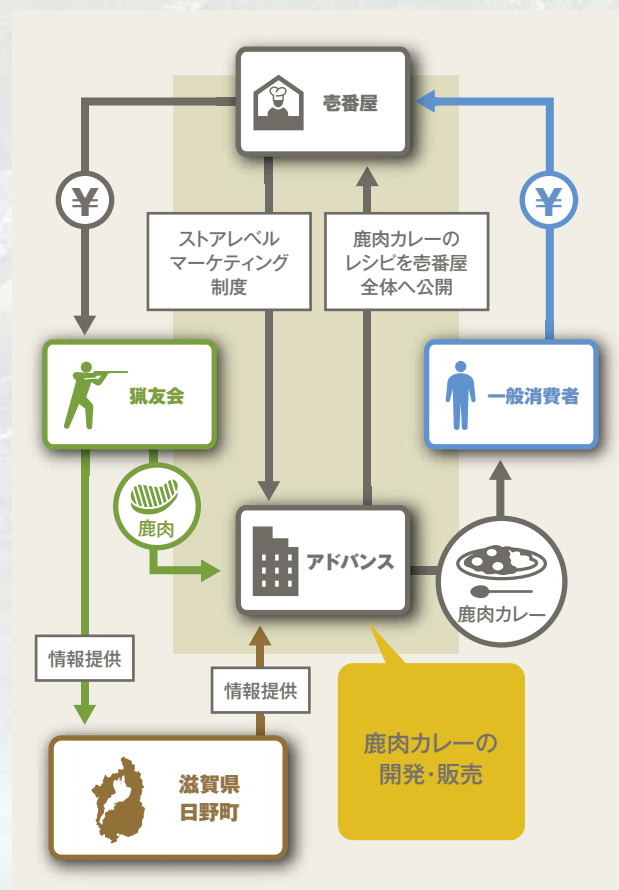 壱番屋
¥
¥
ストアレベル
マーケティング
制度
鹿肉カレーの
レシピを壱番屋
全体へ公開
猟友会
一般消費者
鹿肉
アドバンス
鹿肉カレー
情報提供
情報提供
鹿肉カレーの
開発・販売
滋賀県
日野町